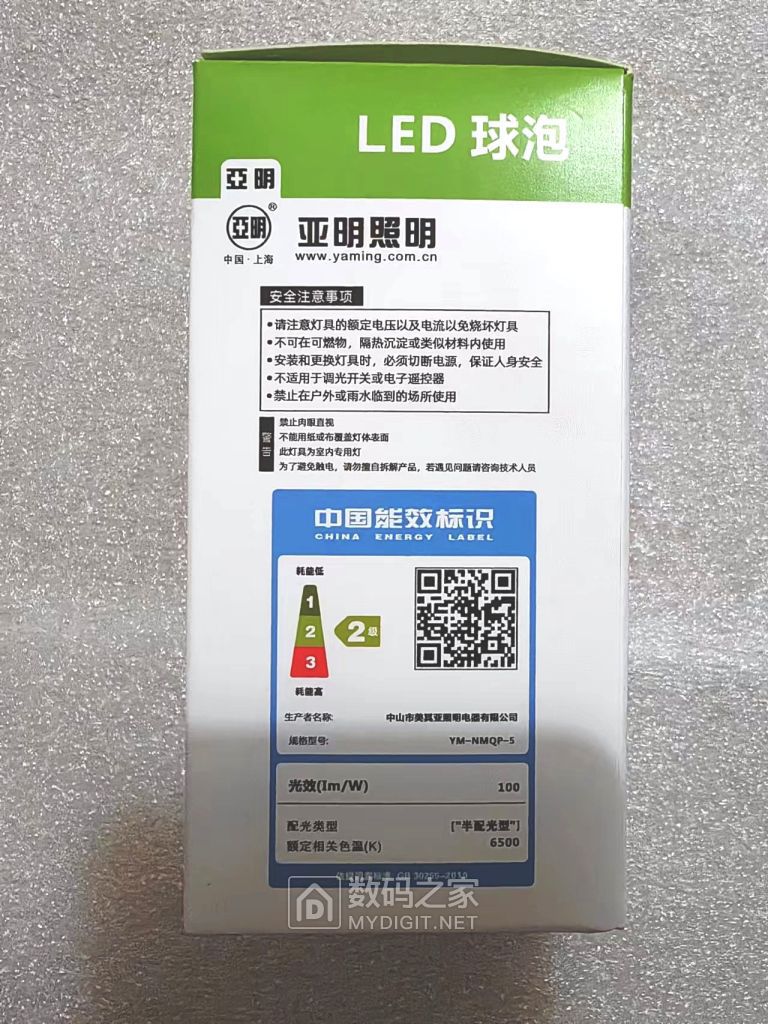 LED 球泡
亞明
亞明®
中国·上海
亚明照明
www.yaming.com.cn
安全注意事项
•请注意灯具的额定电压以及电流以免烧坏灯具
•不可在可燃物，隔热沉淀或类似材料内使用
•安装和更换灯具时，必须切断电源，保证人身安全
•不适用于调光开关或电子遥控器
•禁止在户外或雨水临到的场所使用
警告
禁止肉眼直视
不能用纸或布覆盖灯体表面
此灯具为室内专用灯
为了避免触电，请勿擅自拆解产品，若遇见问题请咨询技术人员
中国能效标识
CHINA ENERGY LABEL
耗能低
1
2
3
2级
耗能高
生产者名称:
中山市美其亚照明电器有限公司
规格型号:
YM-NMQP-5
光效(Im/W)
100
配光类型
["半配光型"]
额定相关色温(K)
6500
GB 30255-2019
数码之家
MYDIGIT.NET